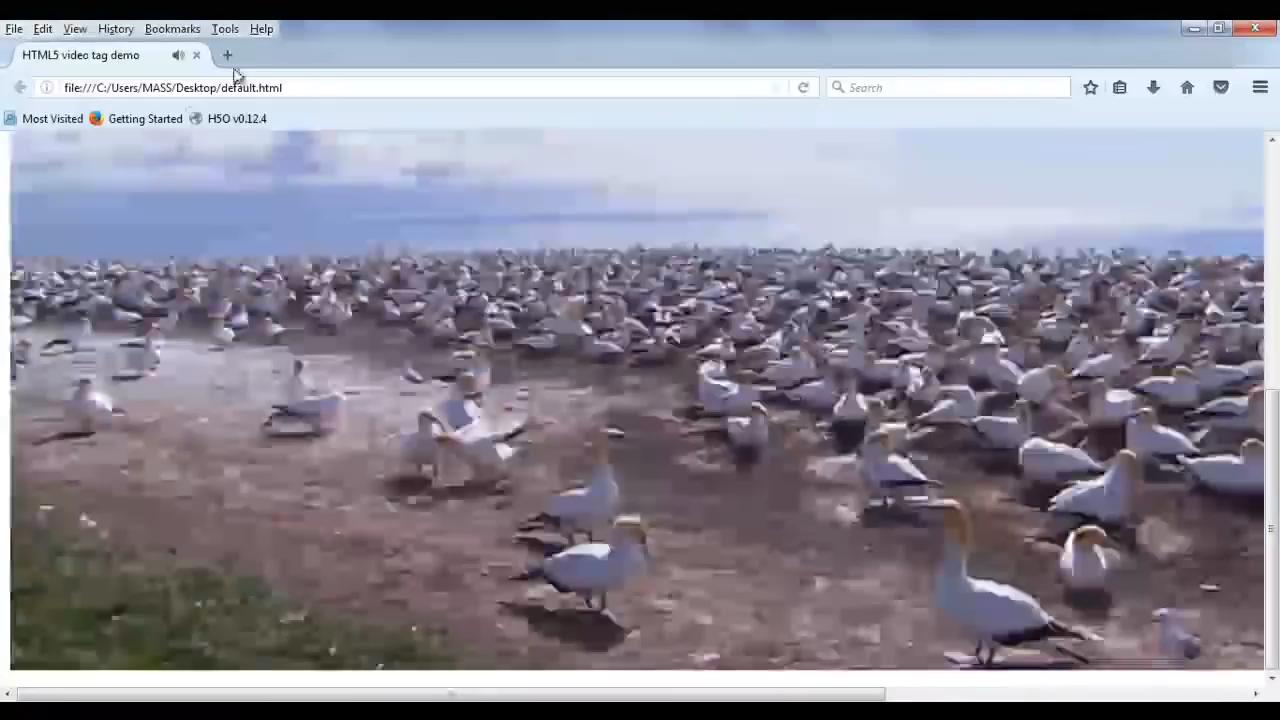 File Edit View History Bookmarks Tools Help
HTML5 video tag demo
file:///C:/Users/MASS/Desktop/default.html Search
Most Visited Getting Started H5O v0.12.4